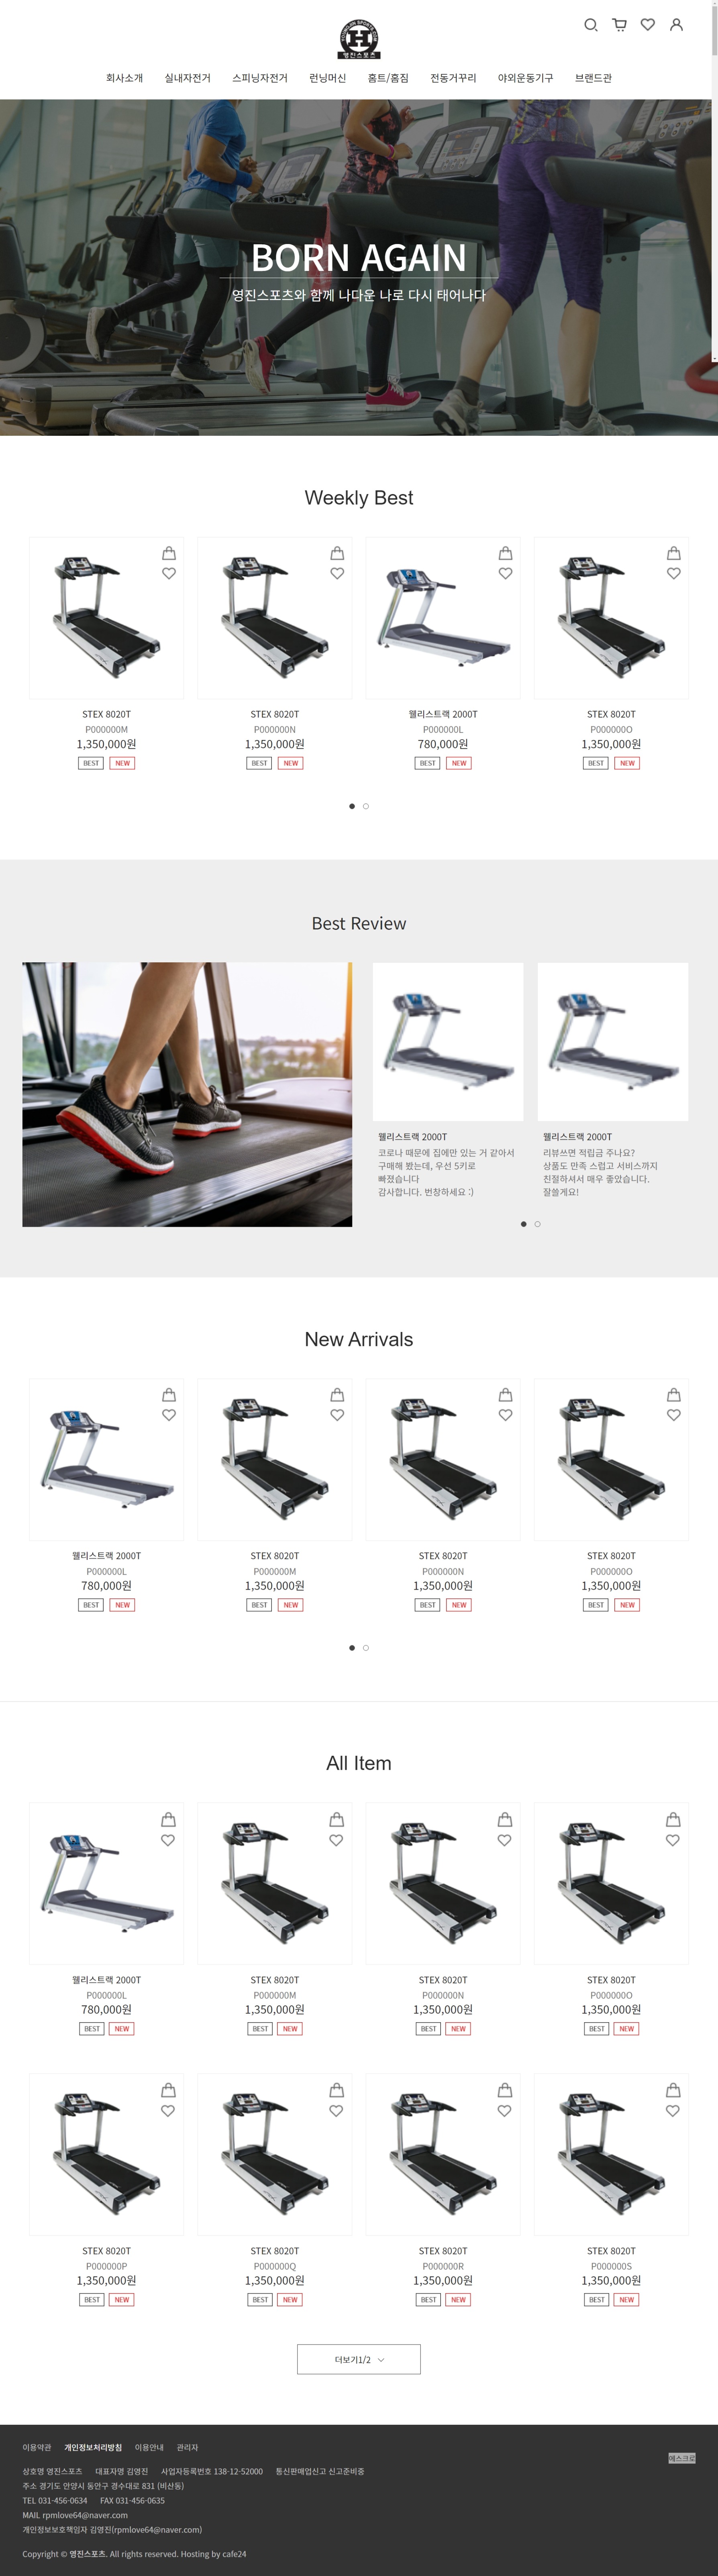 영진스포츠
회사소개 실내자전거 스피닝자전거 런닝머신 홈트/홈짐 전동거꾸리 야외운동기구 브랜드관
BORN AGAIN
영진스포츠와 함께 나다운 나로 다시 태어나다
Weekly Best
STEX 8020T STEX 8020T 웰리스트랙 2000T STEX 8020T
P000000M P000000N P000000L P000000O
1,350,000원 1,350,000원 780,000원 1,350,000원
BEST NEW BEST NEW BEST NEW BEST NEW
Best Review
웰리스트랙 2000T
코로나 때문에 집에만 있는 거 같아서
구매해 봤는데, 우선 5키로
빠졌습니다
감사합니다. 번창하세요 :)
웰리스트랙 2000T
리뷰쓰면 적립금 주나요?
상품도 만족 스럽고 서비스까지
친절하셔서 매우 좋았습니다.
잘쓸게요!
New Arrivals
웰리스트랙 2000T STEX 8020T STEX 8020T STEX 8020T
P000000L P000000M P000000N P000000O
780,000원 1,350,000원 1,350,000원 1,350,000원
BEST NEW BEST NEW BEST NEW BEST NEW
All Item
웰리스트랙 2000T STEX 8020T STEX 8020T STEX 8020T
P000000L P000000M P000000N P000000O
780,000원 1,350,000원 1,350,000원 1,350,000원
BEST NEW BEST NEW BEST NEW BEST NEW
STEX 8020T STEX 8020T STEX 8020T STEX 8020T
P000000P P000000Q P000000R P000000S
1,350,000원 1,350,000원 1,350,000원 1,350,000원
BEST NEW BEST NEW BEST NEW BEST NEW
더보기1/2
이용약관 개인정보처리방침 이용안내 관리자
에스크로
상호명 영진스포츠 대표자명 김영진 사업자등록번호 138-12-52000 통신판매업신고 신고준비중
주소 경기도 안양시 동안구 경수대로 831 (비산동)
TEL 031-456-0634 FAX 031-456-0635
MAIL rpmlove64@naver.com
개인정보보호책임자 김영진(rpmlove64@naver.com)
Copyright © 영진스포츠. All rights reserved. Hosting by cafe24